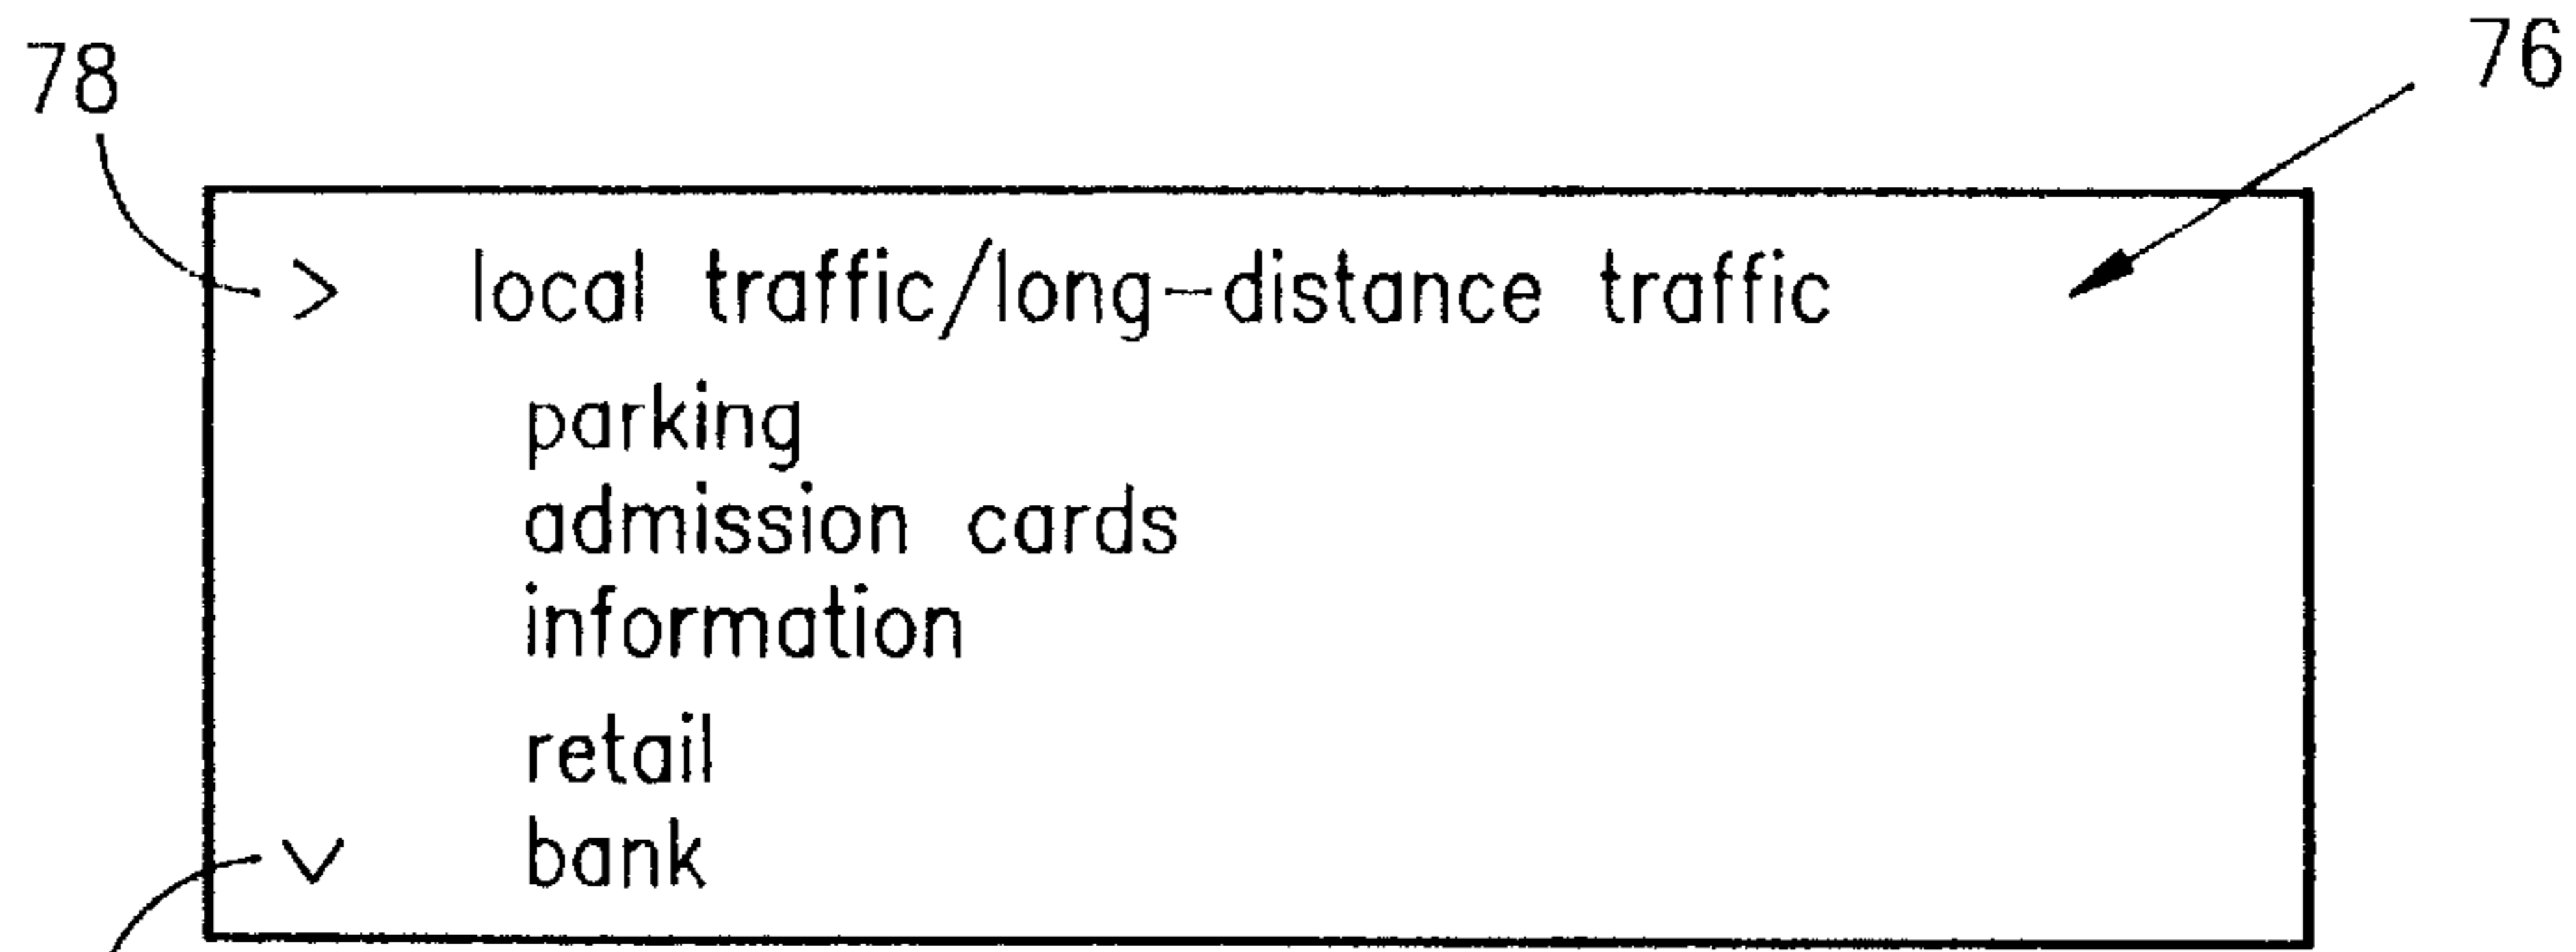 78
76
> local traffic/long-distance traffic
parking
admission cards
information
retail
v bank